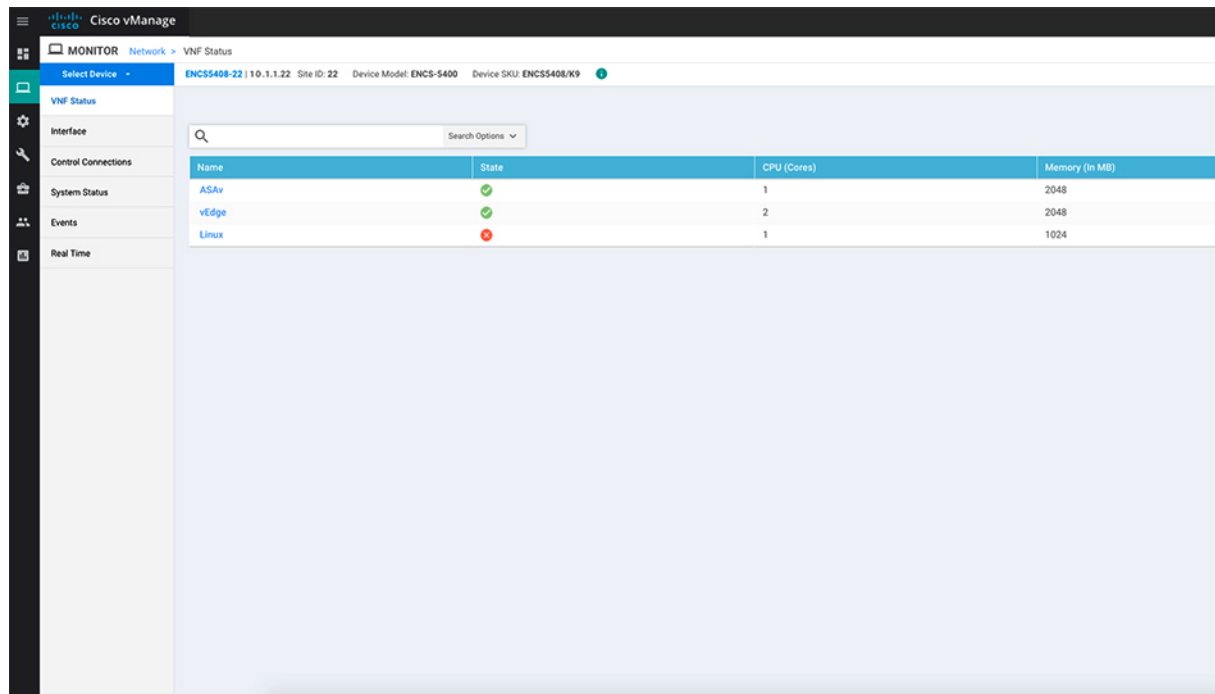 cisco Cisco vManage
MONITOR Network > VNF Status
Select Device ENCS5408-22 | 10.1.1.22 Site ID: 22 Device Model: ENCS-5400 Device SKU: ENCS5408/K9
VNF Status
Interface
Control Connections
System Status
Events
Real Time
Search Options
Name State CPU (Cores) Memory (In MB)
ASAv 1 2048
vEdge 2 2048
Linux 1 1024